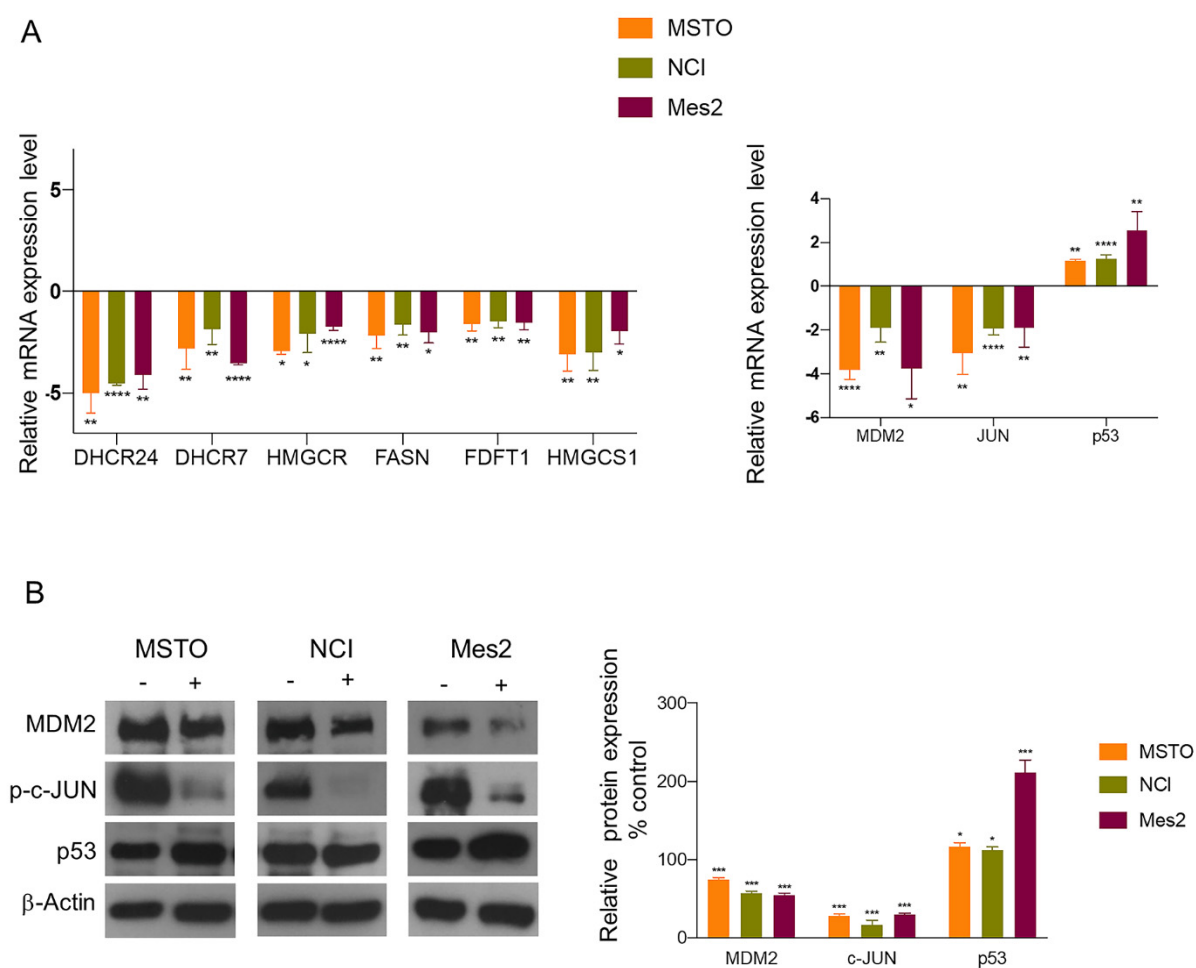 A
MSTO
NCI
Mes2
Relative mRNA expression level
5
0
-5
** **** **
** ** ****
* * ****
** ** *
** ** **
** ** *
DHCR24 DHCR7 HMGCR FASN FDFT1 HMGCS1
Relative mRNA expression level
4
2
0
-2
-4
-6
**** ** *
** **** **
** **** **
MDM2 JUN p53
B
MSTO NCI Mes2
- + - + - +
MDM2
p-c-JUN
p53
β-Actin
Relative protein expression
% control
300
200
100
0
*** *** ***
*** *** ***
* * ***
MDM2 c-JUN p53
MSTO
NCI
Mes2